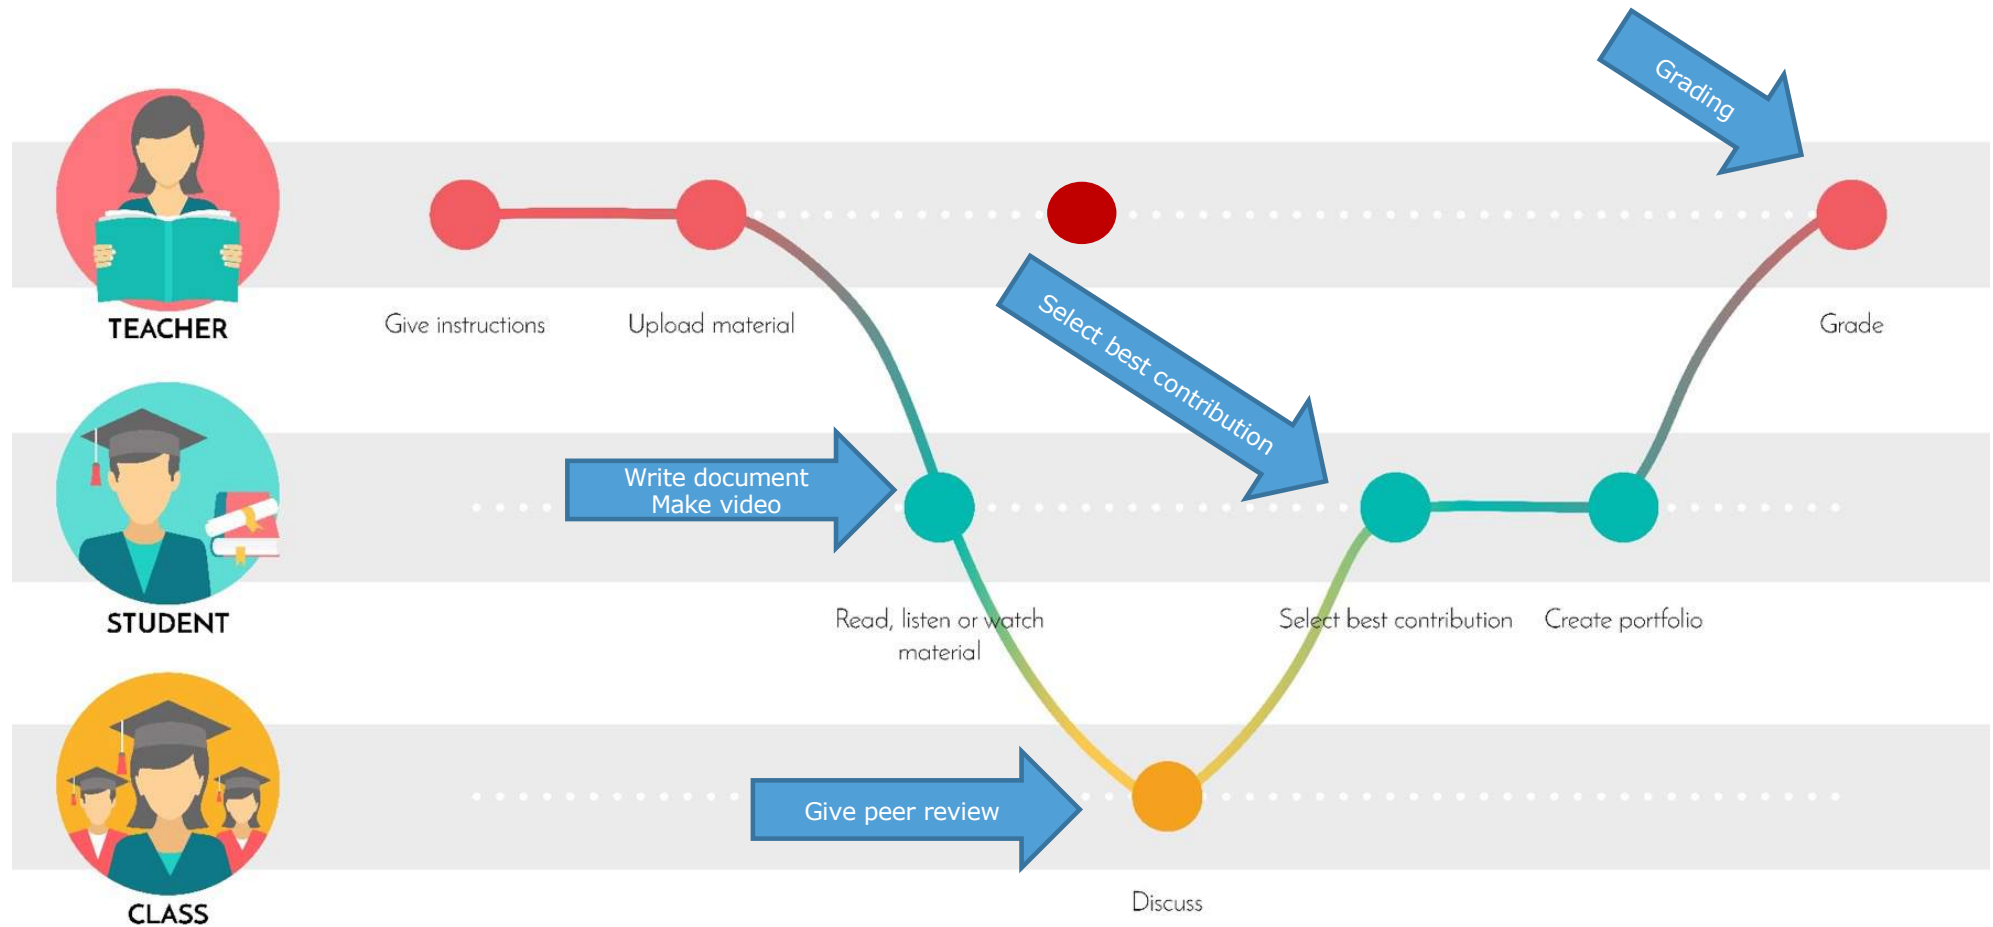 Grading
TEACHER
Give instructions
Upload material
Grade
Select best contribution
Write document
Make video
STUDENT
Read, listen or watch
material
Select best contribution
Create portfolio
Give peer review
CLASS
Discuss